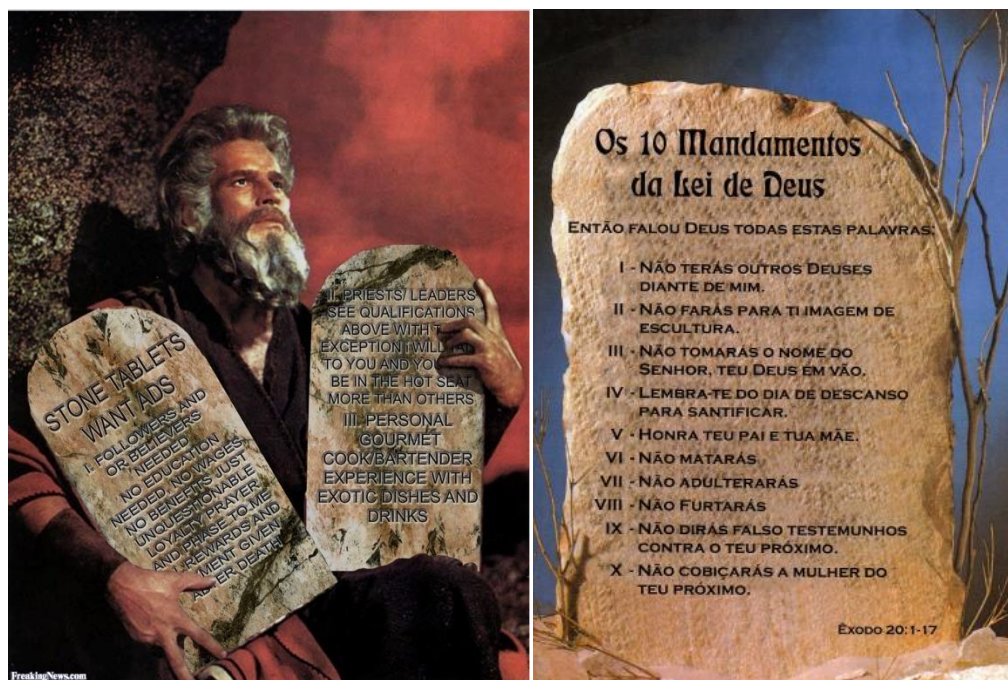 STONE TABLETS
WANT ADS
I. FOLLOWERS AND
OR BELIEVERS
NEEDED
NO EDUCATION
NEEDED, NO WAGES,
NO BENEFITS, JUST
UNQUESTIONABLE
LOYALTY PRAYER
AND PHASE TO ME
REWARDS AND
MENT GIVEN
DEATH
II. PRIESTS/ LEADERS
SEE QUALIFICATIONS
ABOVE WITH
EXCEPTION I WILL
TO YOU AND
BE IN THE HOT SEAT
MORE THAN OTHERS
III. PERSONAL
GOURMET
COOK/BARTENDER
EXPERIENCE WITH
EXOTIC DISHES AND
DRINKS
FreakingNews.com
Os 10 Mandamentos
da Lei de Deus
ENTÃO FALOU DEUS TODAS ESTAS PALAVRAS:
I - NÃO TERÁS OUTROS DEUSES
DIANTE DE MIM.
II - NÃO FARÁS PARA TI IMAGEM DE
ESCULTURA.
III - NÃO TOMARÁS O NOME DO
SENHOR, TEU DEUS EM VÃO.
IV - LEMBRA-TE DO DIA DE DESCANSO
PARA SANTIFICAR.
V - HONRA TEU PAI E TUA MÃE.
VI - NÃO MATARÁS
VII - NÃO ADULTERARÁS
VIII - NÃO FURTARÁS
IX - NÃO DIRÁS FALSO TESTEMUNHOS
CONTRA O TEU PRÓXIMO.
X - NÃO COBIÇARÁS A MULHER DO
TEU PRÓXIMO.
ÊXODO 20:1-17